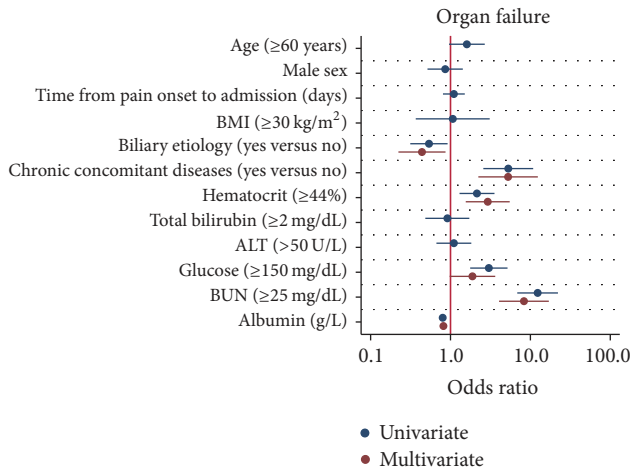 Organ failure
Age (≥60 years)
Male sex
Time from pain onset to admission (days)
BMI (≥30 kg/m²)
Biliary etiology (yes versus no)
Chronic concomitant diseases (yes versus no)
Hematocrit (≥44%)
Total bilirubin (≥2 mg/dL)
ALT (>50 U/L)
Glucose (≥150 mg/dL)
BUN (≥25 mg/dL)
Albumin (g/L)
0.1 1.0 10.0 100.0
Odds ratio
Univariate
Multivariate